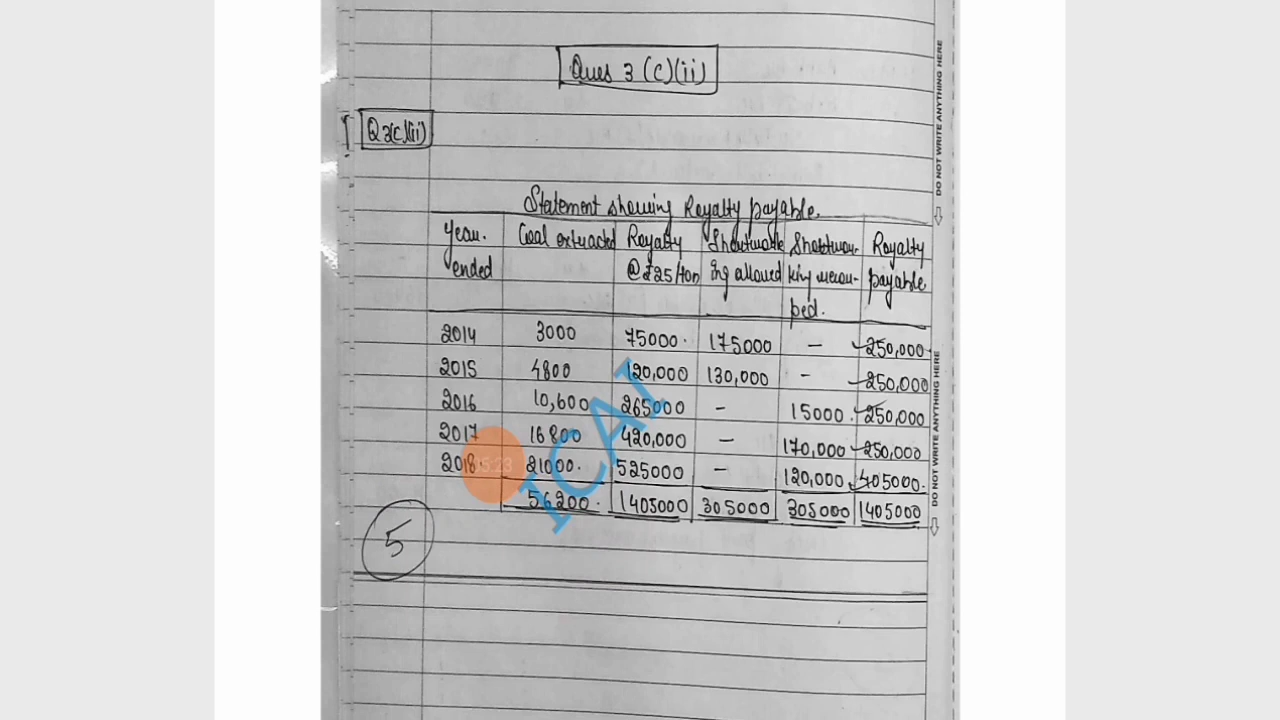 Ques 3 (C)(ii)
Q3(C)(ii)
Statement showing Royalty payable.
Year ended | Coal extracted | Royalty @ ₹25/ton | Shortworking allowed | Shortworking recouped. | Royalty payable
2014 3000 75000. 175000 – 250,000
2015 4800 120,000 130,000 – 250,000
2016 10,600 265000 – 15000. 250,000
2017 16800 420,000 – 170,000 250,000
2018. 21000. 525000 – 120,000 405000.
56200. 1405000 305000 305000 1405000
5
ICAI
5:23
DO NOT WRITE ANYTHING HERE
DO NOT WRITE ANYTHING HERE